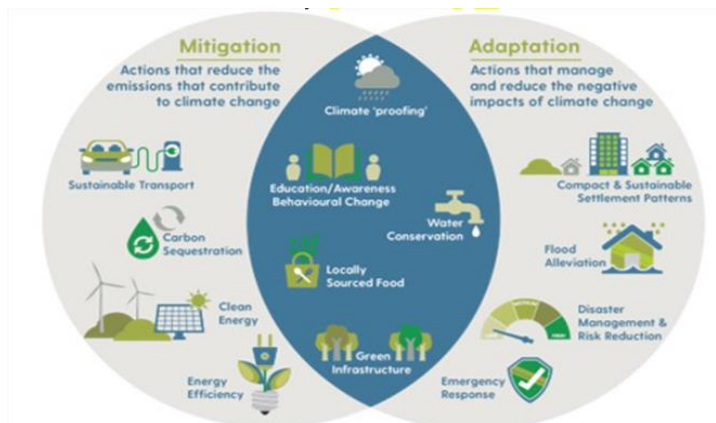 Mitigation
Actions that reduce the
emissions that contribute
to climate change
Sustainable Transport
Carbon
Sequestration
Clean
Energy
Energy
Efficiency
Climate 'proofing'
Education/Awareness
Behavioural Change
Water
Conservation
Locally
Sourced Food
Green
Infrastructure
Adaptation
Actions that manage
and reduce the negative
impacts of climate change
Compact & Sustainable
Settlement Patterns
Flood
Alleviation
Disaster
Management &
Risk Reduction
Emergency
Response